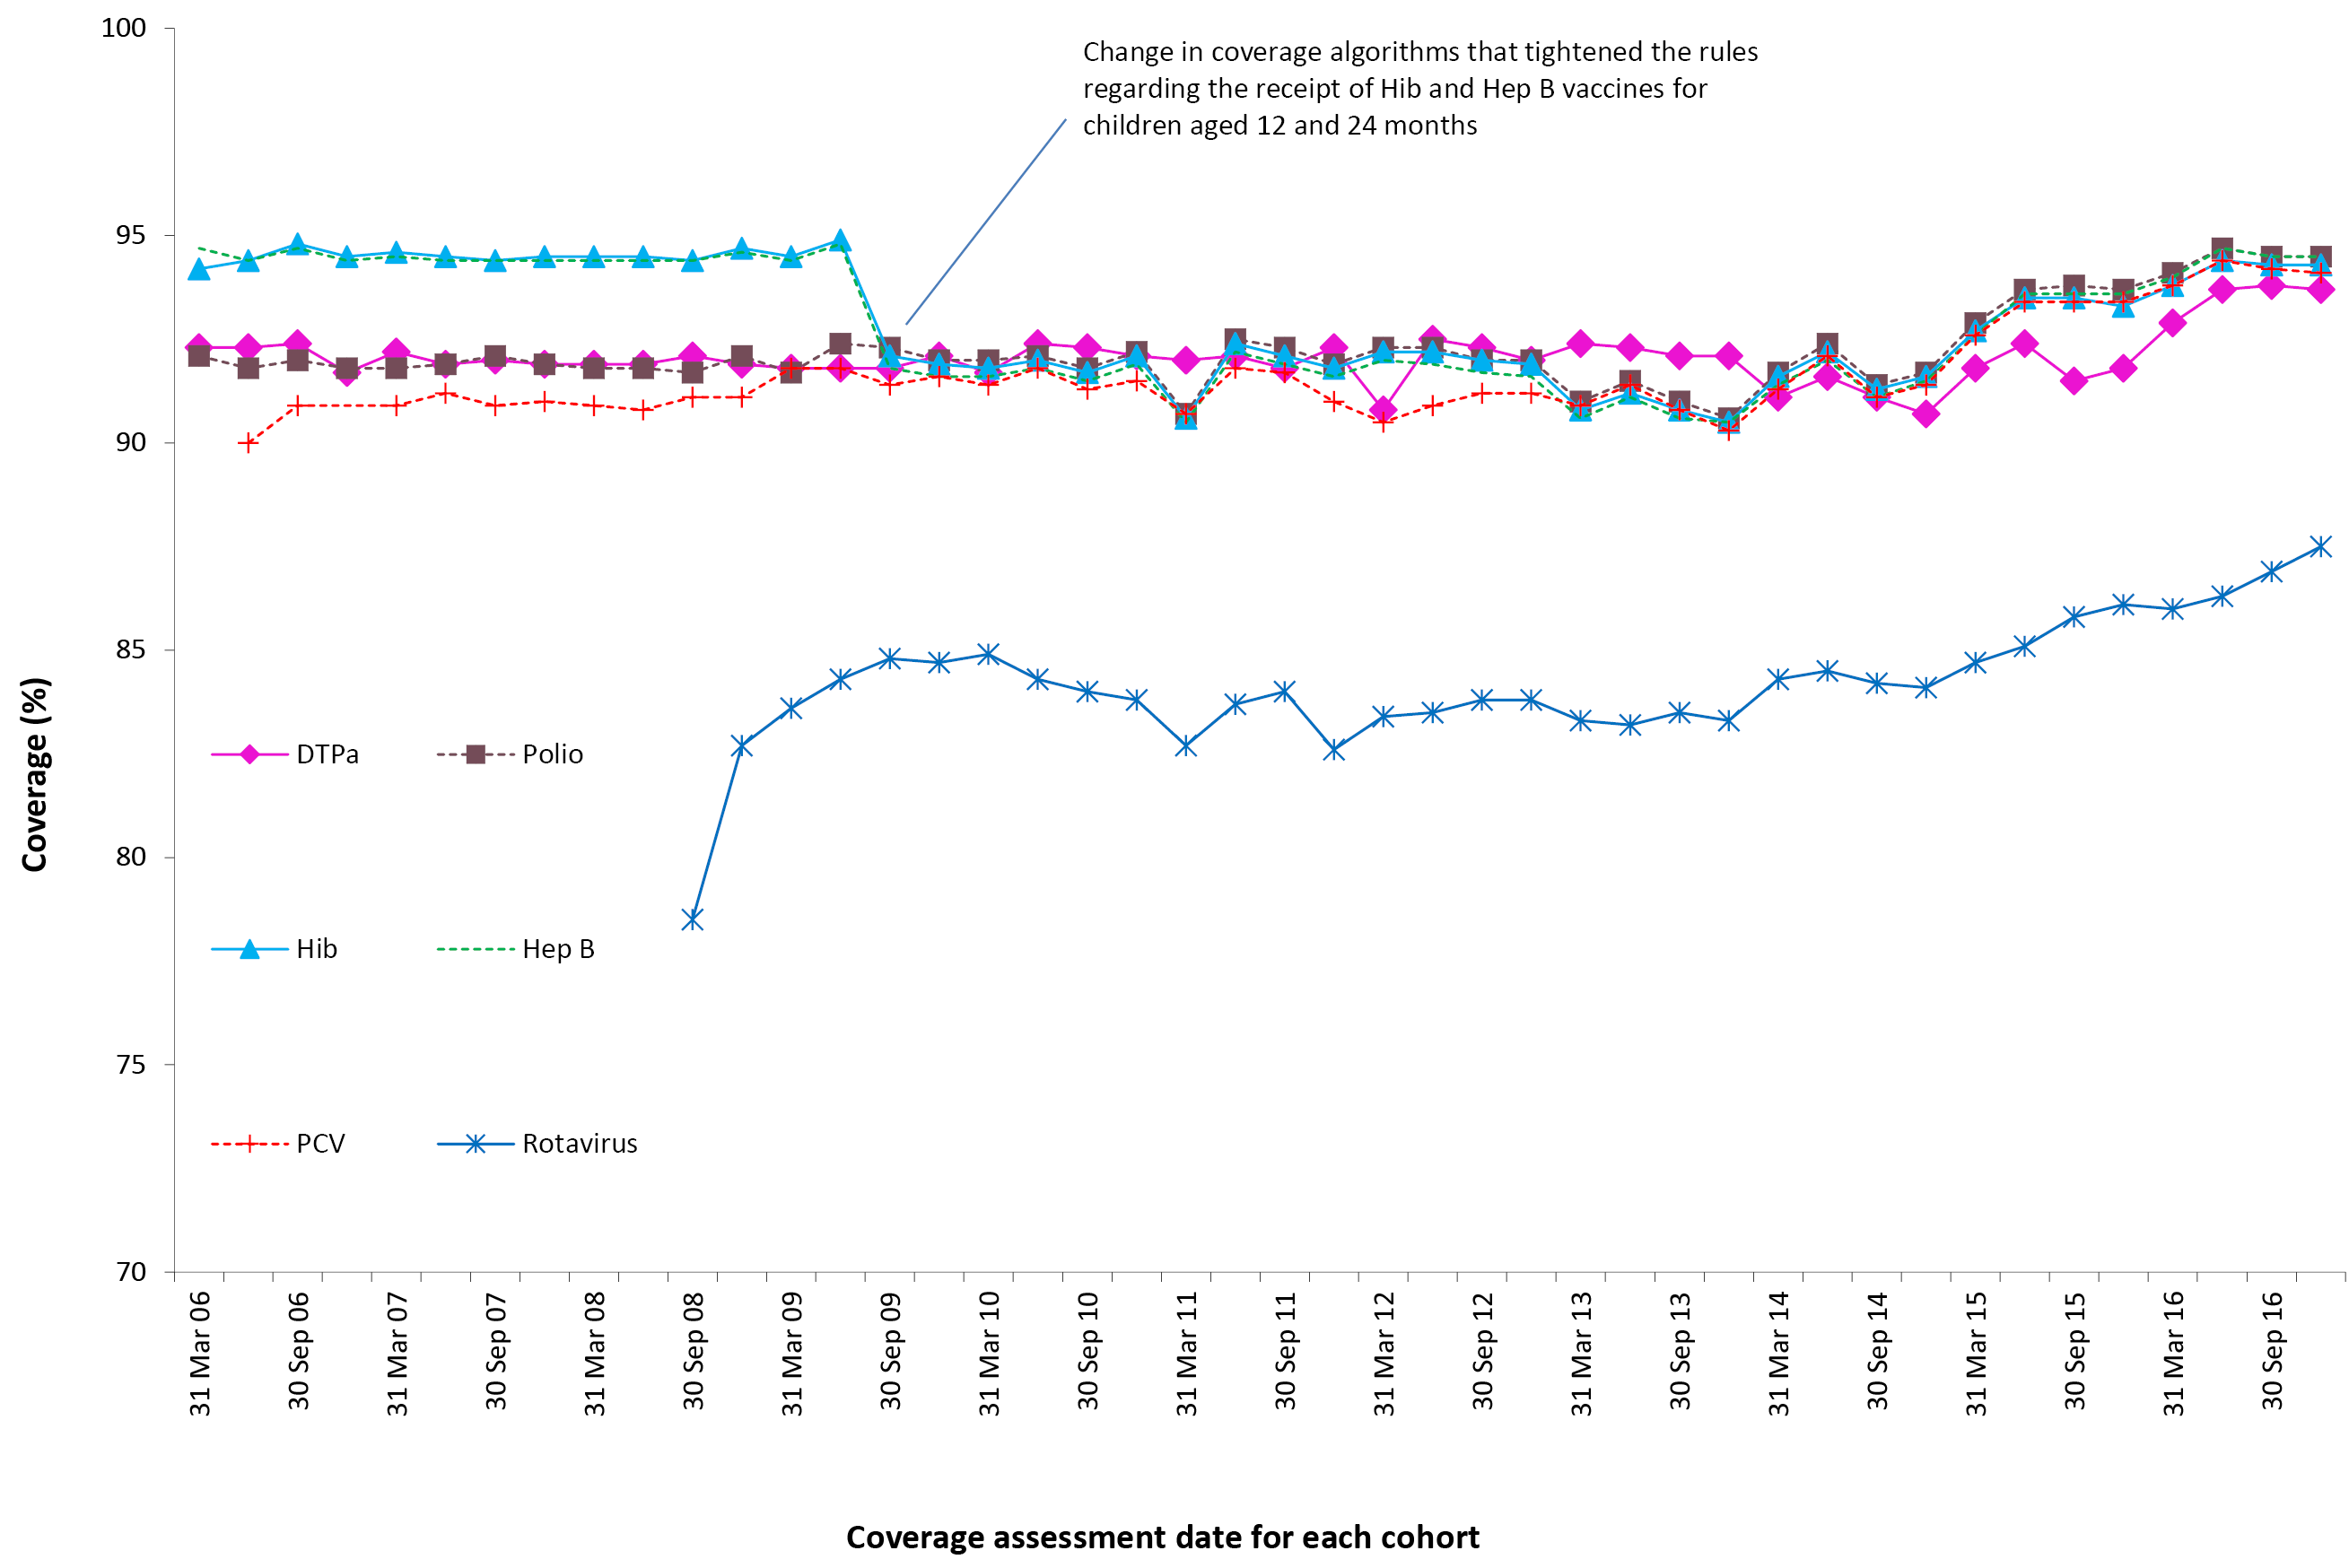 100
95
90
85
80
75
70
Coverage (%)
Change in coverage algorithms that tightened the rules
regarding the receipt of Hib and Hep B vaccines for
children aged 12 and 24 months
DTPa
Polio
Hib
Hep B
PCV
Rotavirus
31 Mar 06
30 Sep 06
31 Mar 07
30 Sep 07
31 Mar 08
30 Sep 08
31 Mar 09
30 Sep 09
31 Mar 10
30 Sep 10
31 Mar 11
30 Sep 11
31 Mar 12
30 Sep 12
31 Mar 13
30 Sep 13
31 Mar 14
30 Sep 14
31 Mar 15
30 Sep 15
31 Mar 16
30 Sep 16
Coverage assessment date for each cohort